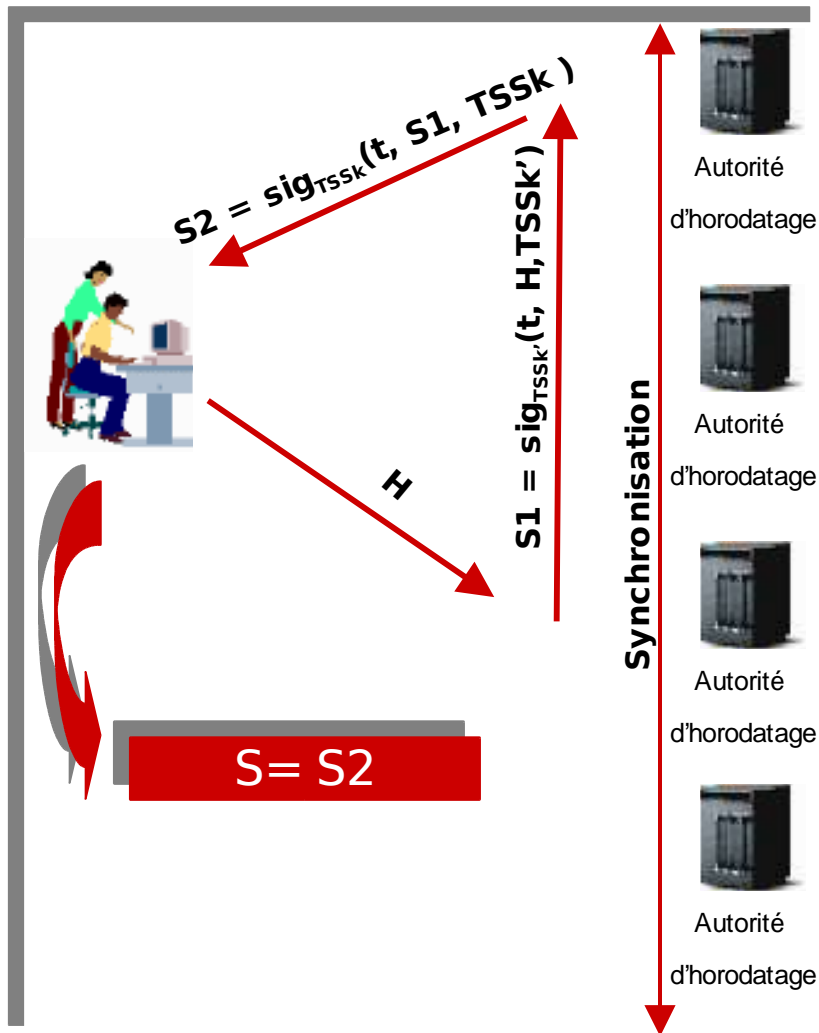 S2 = sigTSSk(t, S1, TSSk )
S1 = sigTSSk'(t, H,TSSk’)
H
S= S2
Synchronisation
Autorité
d’horodatage
Autorité
d’horodatage
Autorité
d’horodatage
Autorité
d’horodatage